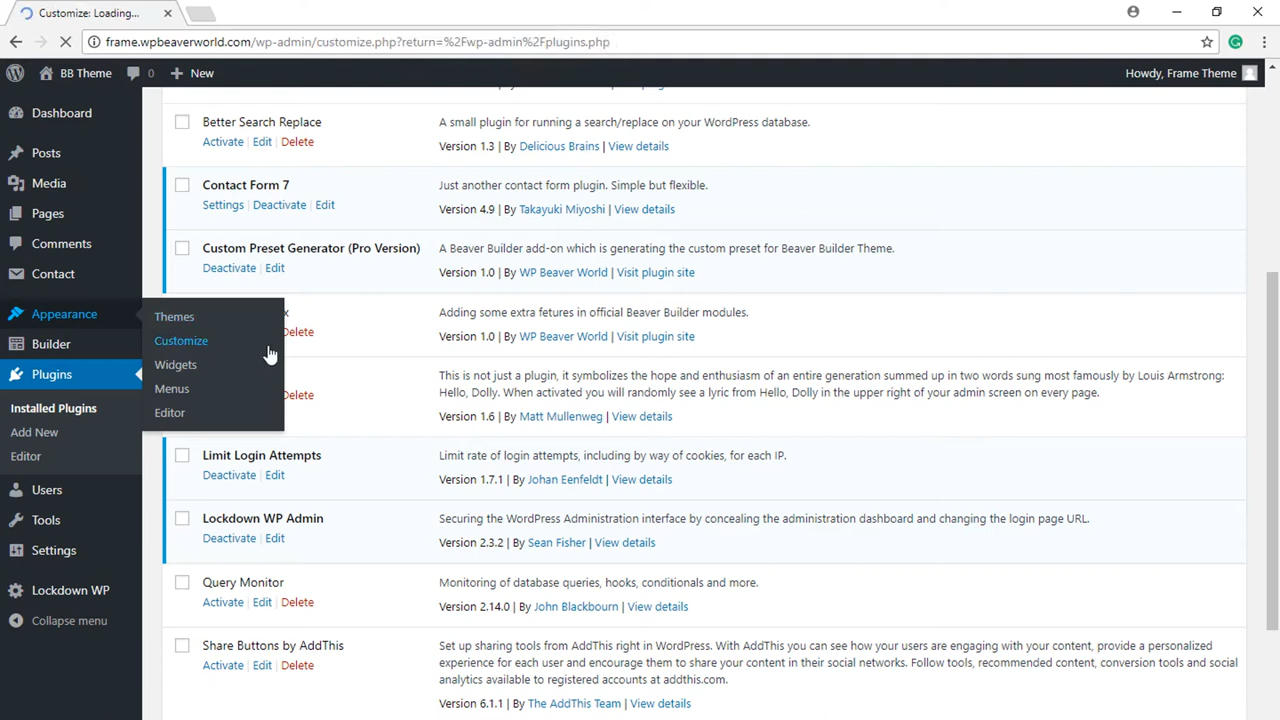 Customize: Loading...
frame.wpbeaverworld.com/wp-admin/customize.php?return=%2Fwp-admin%2Fplugins.php
BB Theme 0 New Howdy, Frame Theme
Dashboard
Posts
Media
Pages
Comments
Contact
Appearance
Builder
Plugins
Installed Plugins
Add New
Editor
Users
Tools
Settings
Lockdown WP
Collapse menu
Themes
Customize
Widgets
Menus
Editor
Better Search Replace A small plugin for running a search/replace on your WordPress database.
Activate | Edit | Delete Version 1.3 | By Delicious Brains | View details
Contact Form 7 Just another contact form plugin. Simple but flexible.
Settings | Deactivate | Edit Version 4.9 | By Takayuki Miyoshi | View details
Custom Preset Generator (Pro Version) A Beaver Builder add-on which is generating the custom preset for Beaver Builder Theme.
Deactivate | Edit Version 1.0 | By WP Beaver World | Visit plugin site
x Adding some extra fetures in official Beaver Builder modules.
Delete Version 1.0 | By WP Beaver World | Visit plugin site
This is not just a plugin, it symbolizes the hope and enthusiasm of an entire generation summed up in two words sung most famously by Louis Armstrong:
Delete Hello, Dolly. When activated you will randomly see a lyric from Hello, Dolly in the upper right of your admin screen on every page.
Version 1.6 | By Matt Mullenweg | View details
Limit Login Attempts Limit rate of login attempts, including by way of cookies, for each IP.
Deactivate | Edit Version 1.7.1 | By Johan Eenfeldt | View details
Lockdown WP Admin Securing the WordPress Administration interface by concealing the administration dashboard and changing the login page URL.
Deactivate | Edit Version 2.3.2 | By Sean Fisher | View details
Query Monitor Monitoring of database queries, hooks, conditionals and more.
Activate | Edit | Delete Version 2.14.0 | By John Blackbourn | View details
Share Buttons by AddThis Set up sharing tools from AddThis right in WordPress. With AddThis you can see how your users are engaging with your content, provide a personalized
Activate | Edit | Delete experience for each user and encourage them to share your content in their social networks. Follow tools, recommended content, conversion tools and social
analytics available to registered accounts at addthis.com.
Version 6.1.1 | By The AddThis Team | View details